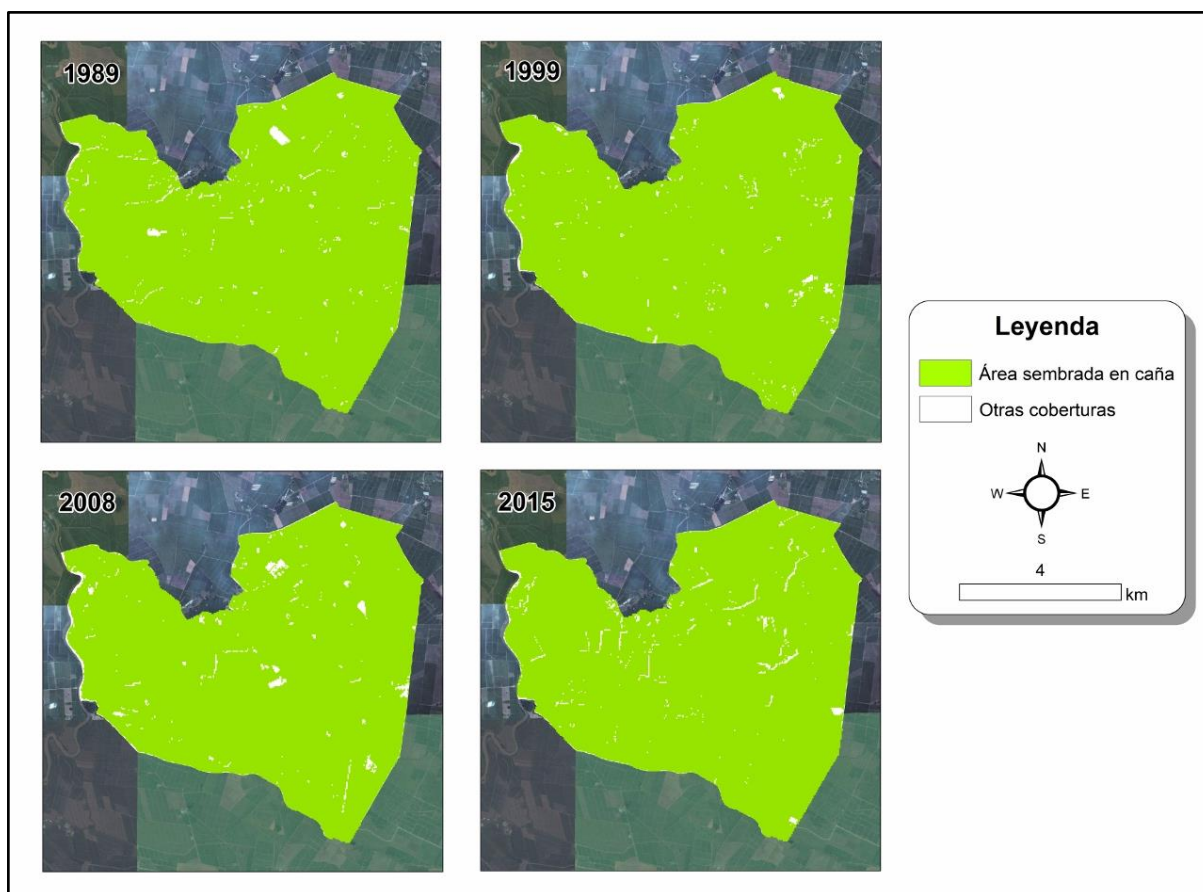 1989
1999
2008
2015
Leyenda
Área sembrada en caña
Otras coberturas
N
W
E
S
4
km